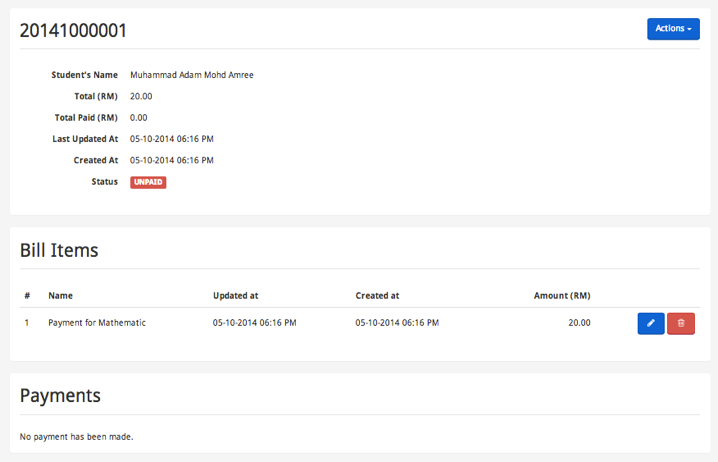 20141000001
Actions
Student's Name Muhammad Adam Mohd Amree
Total (RM) 20.00
Total Paid (RM) 0.00
Last Updated At 05-10-2014 06:16 PM
Created At 05-10-2014 06:16 PM
Status UNPAID
Bill Items
# Name Updated at Created at Amount (RM)
1 Payment for Mathematic 05-10-2014 06:16 PM 05-10-2014 06:16 PM 20.00
Payments
No payment has been made.